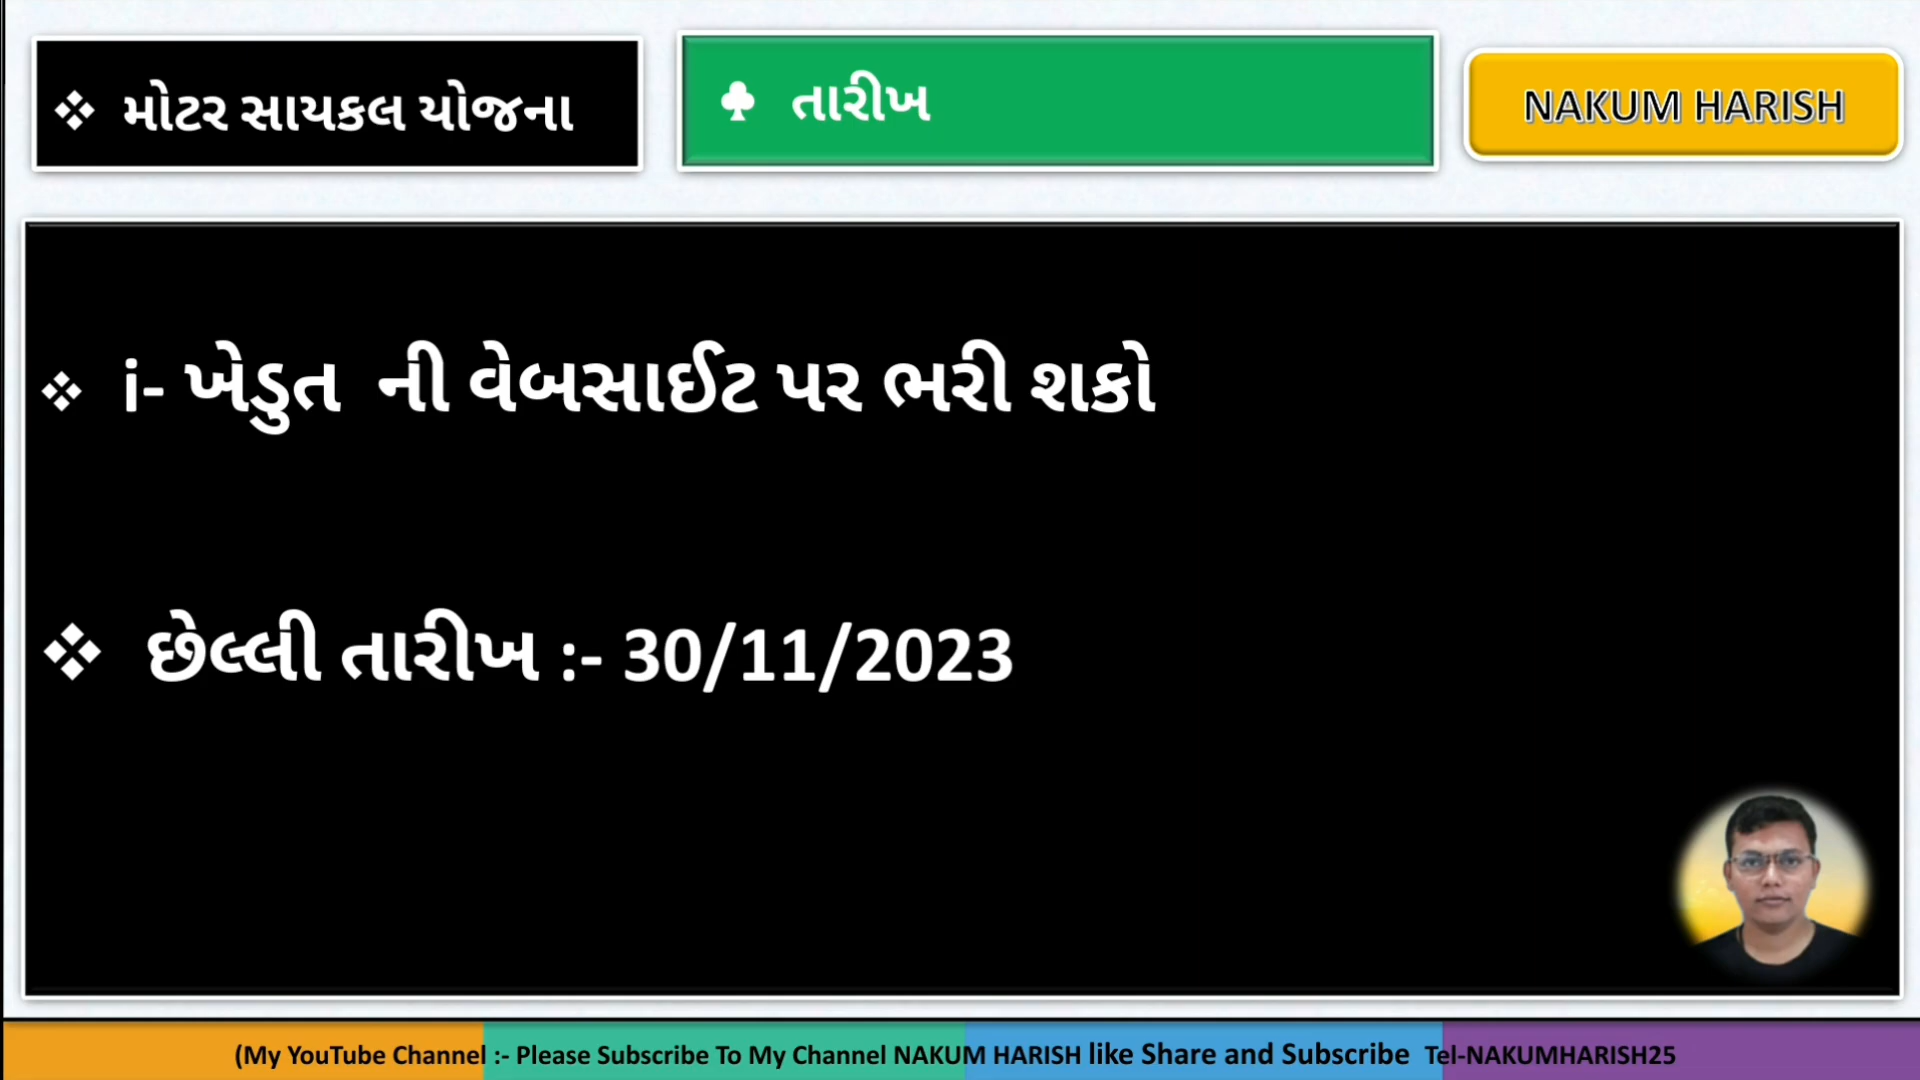 ❖ મોટર સાયકલ યોજના
♣ તારીખ
NAKUM HARISH
❖ i- ખેડુત ની વેબસાઈટ પર ભરી શકો
❖ છેલ્લી તારીખ :- 30/11/2023
(My YouTube Channel :- Please Subscribe To My Channel NAKUM HARISH like Share and Subscribe Tel-NAKUMHARISH25